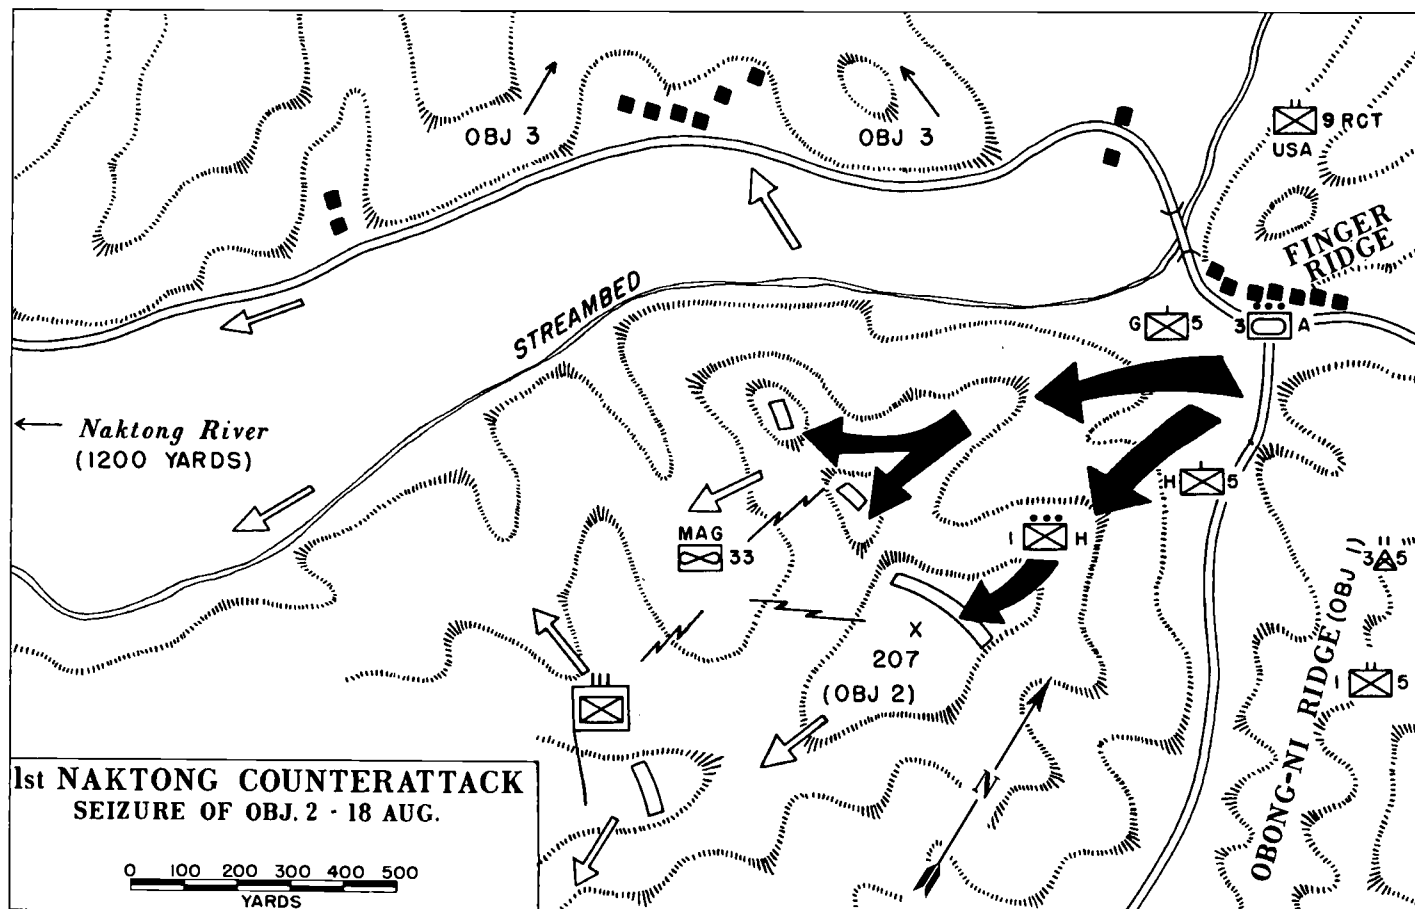 OBJ 3
OBJ 3
9 RCT
USA
FINGER
RIDGE
STREAMBED
G 5
3 A
Naktong River
(1200 YARDS)
H 5
MAG
33
1 H
3 5
OBONG-NI RIDGE (OBJ 1)
X
207
(OBJ 2)
1 5
N
1st NAKTONG COUNTERATTACK
SEIZURE OF OBJ. 2 - 18 AUG.
0 100 200 300 400 500
YARDS